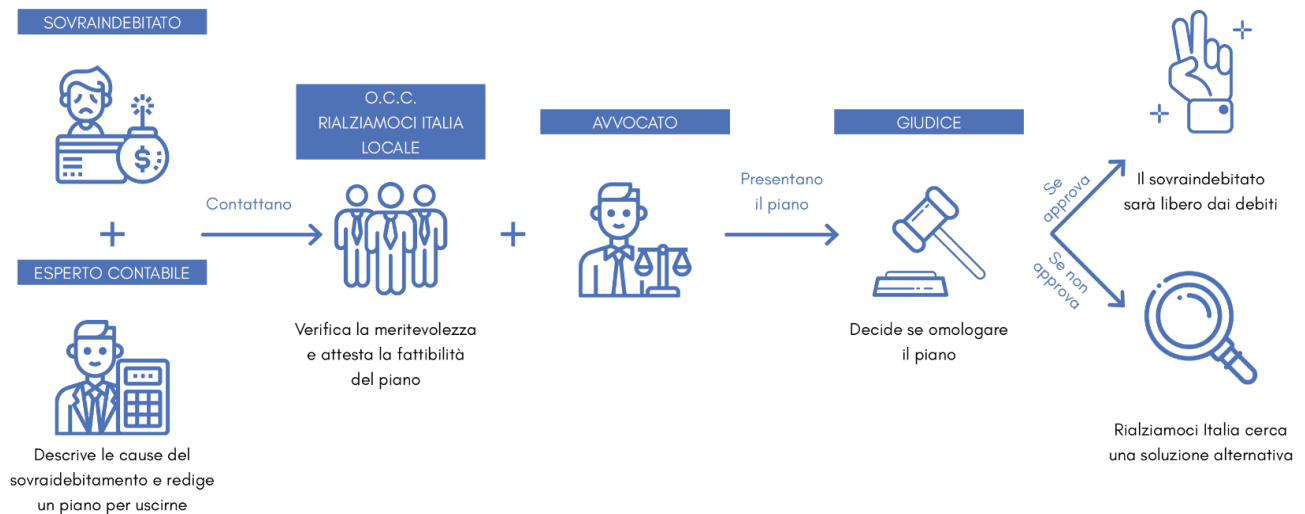 SOVRAINDEBITATO
ESPERTO CONTABILE
Descrive le cause del
sovraidebitamento e redige
un piano per uscirne
Contattano
O.C.C.
RIALZIAMOCI ITALIA
LOCALE
Verifica la meritevolezza
e attesta la fattibilità
del piano
AVVOCATO
Presentano
il piano
GIUDICE
Decide se omologare
il piano
Se
approva
Il sovraindebitato
sarà libero dai debiti
Se non
approva
Rialziamoci Italia cerca
una soluzione alternativa